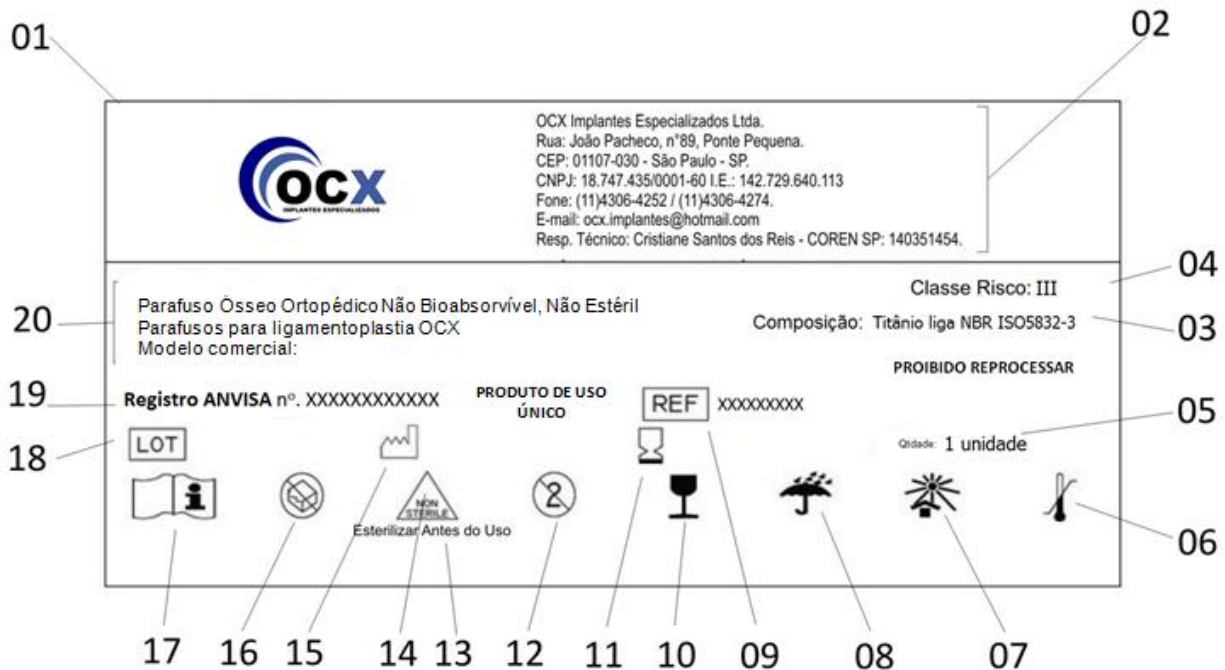 01
02
OCX
IMPLANTES ESPECIALIZADOS
OCX Implantes Especializados Ltda.
Rua: João Pacheco, n°89, Ponte Pequena.
CEP: 01107-030 - São Paulo - SP.
CNPJ: 18.747.435/0001-60 I.E.: 142.729.640.113
Fone: (11)4306-4252 / (11)4306-4274.
E-mail: ocx.implantes@hotmail.com
Resp. Técnico: Cristiane Santos dos Reis - COREN SP: 140351454.
04
Classe Risco: III
20
Parafuso Ósseo Ortopédico Não Bioabsorvível, Não Estéril
Parafusos para ligamentoplastia OCX
Modelo comercial:
Composição: Titânio liga NBR ISO5832-3
03
PROIBIDO REPROCESSAR
19
Registro ANVISA nº. XXXXXXXXXXXX
PRODUTO DE USO
ÚNICO
REF XXXXXXXXX
05
18
LOT
Qtdade: 1 unidade
i
NON
STERILE
2
Esterilizar Antes do Uso
06
17
16
15
14
13
12
11
10
09
08
07